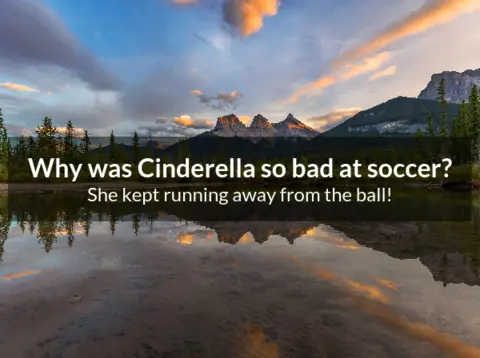 Why was Cinderella so bad at soccer?
She kept running away from the ball!